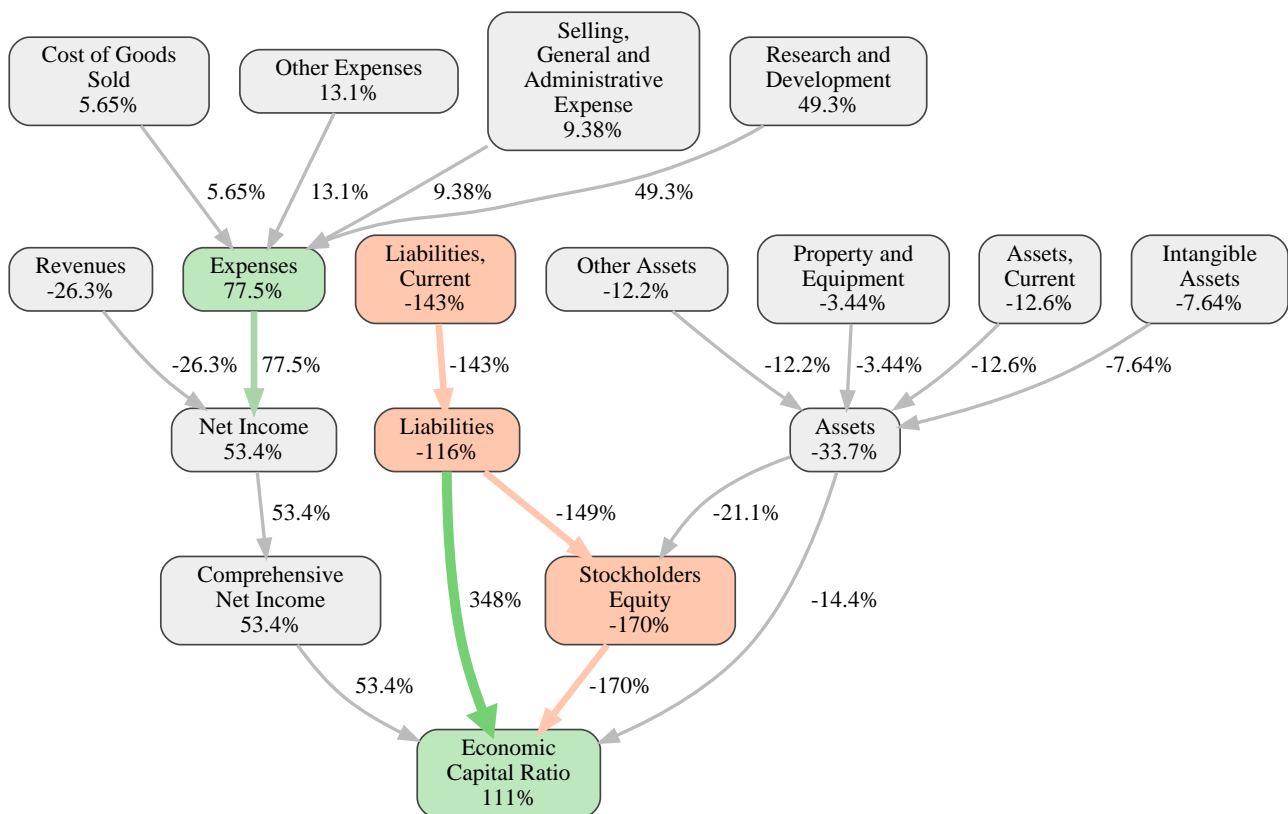 Cost of Goods
Sold
5.65%
Other Expenses
13.1%
Selling,
General and
Administrative
Expense
9.38%
Research and
Development
49.3%
5.65%
13.1%
9.38%
49.3%
Revenues
-26.3%
Expenses
77.5%
Liabilities,
Current
-143%
Other Assets
-12.2%
Property and
Equipment
-3.44%
Assets,
Current
-12.6%
Intangible
Assets
-7.64%
-26.3%
77.5%
-143%
-12.2%
-3.44%
-12.6%
-7.64%
Net Income
53.4%
Liabilities
-116%
Assets
-33.7%
53.4%
-149%
-21.1%
Comprehensive
Net Income
53.4%
348%
Stockholders
Equity
-170%
-14.4%
53.4%
-170%
Economic
Capital Ratio
111%